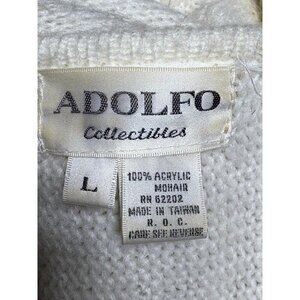 ADOLFO
Collectibles
L
100% ACRYLIC
MOHAIR
RN 62202
MADE IN TAIWAN
R. O. C.
CARE SEE REVERSE